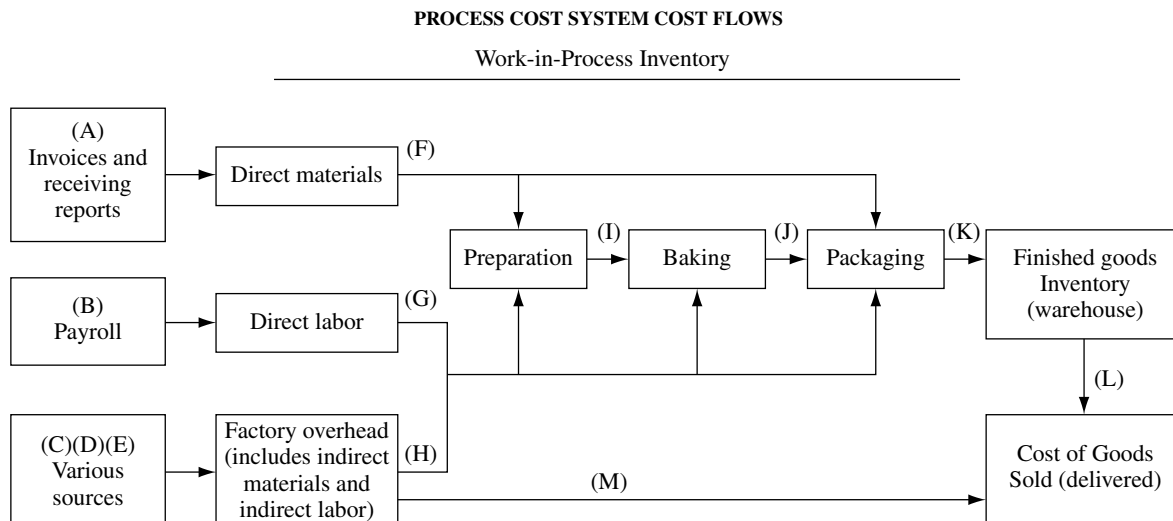 PROCESS COST SYSTEM COST FLOWS
Work-in-Process Inventory
(A)
Invoices and
receiving
reports
Direct materials
(F)
Preparation
(I)
Baking
(J)
Packaging
(K)
Finished goods
Inventory
(warehouse)
(B)
Payroll
Direct labor
(G)
(L)
(C)(D)(E)
Various
sources
Factory overhead
(includes indirect
materials and
indirect labor)
(H)
(M)
Cost of Goods
Sold (delivered)